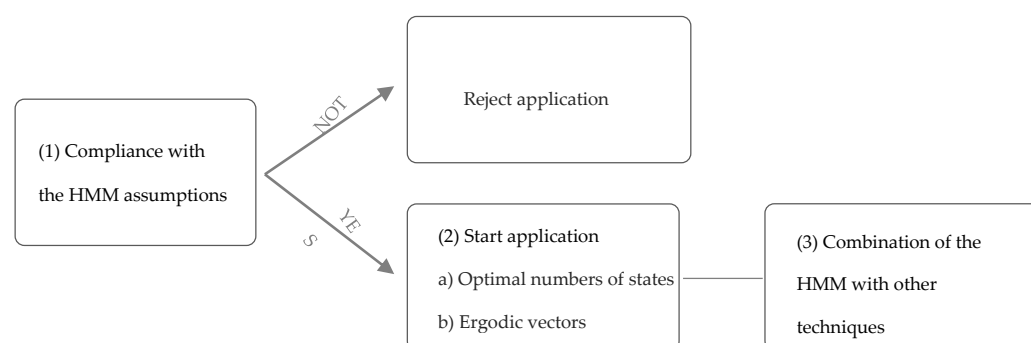 Reject application
NOT
(1) Compliance with
the HMM assumptions
YE
S
(2) Start application
a) Optimal numbers of states
b) Ergodic vectors
(3) Combination of the
HMM with other
techniques